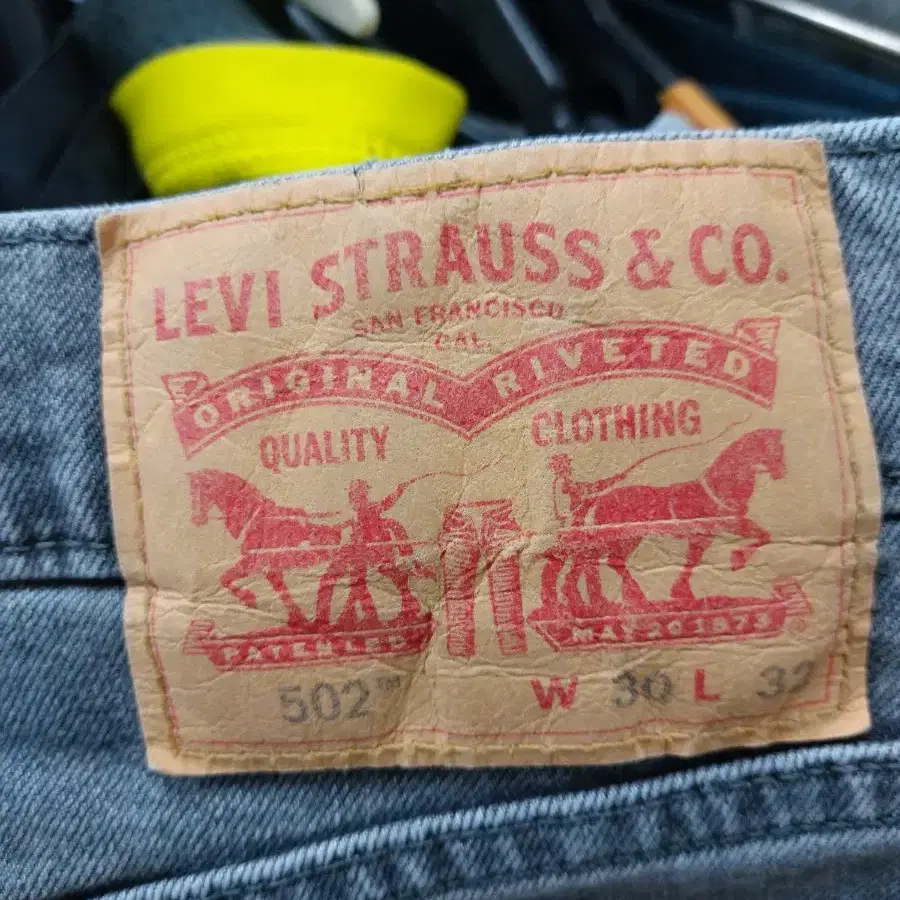 LEVI STRAUSS & CO.
SAN FRANCISCO
CAL.
ORIGINAL RIVETED
QUALITY CLOTHING
PATENTED MAY 20 1873
502™ W 30 L 32